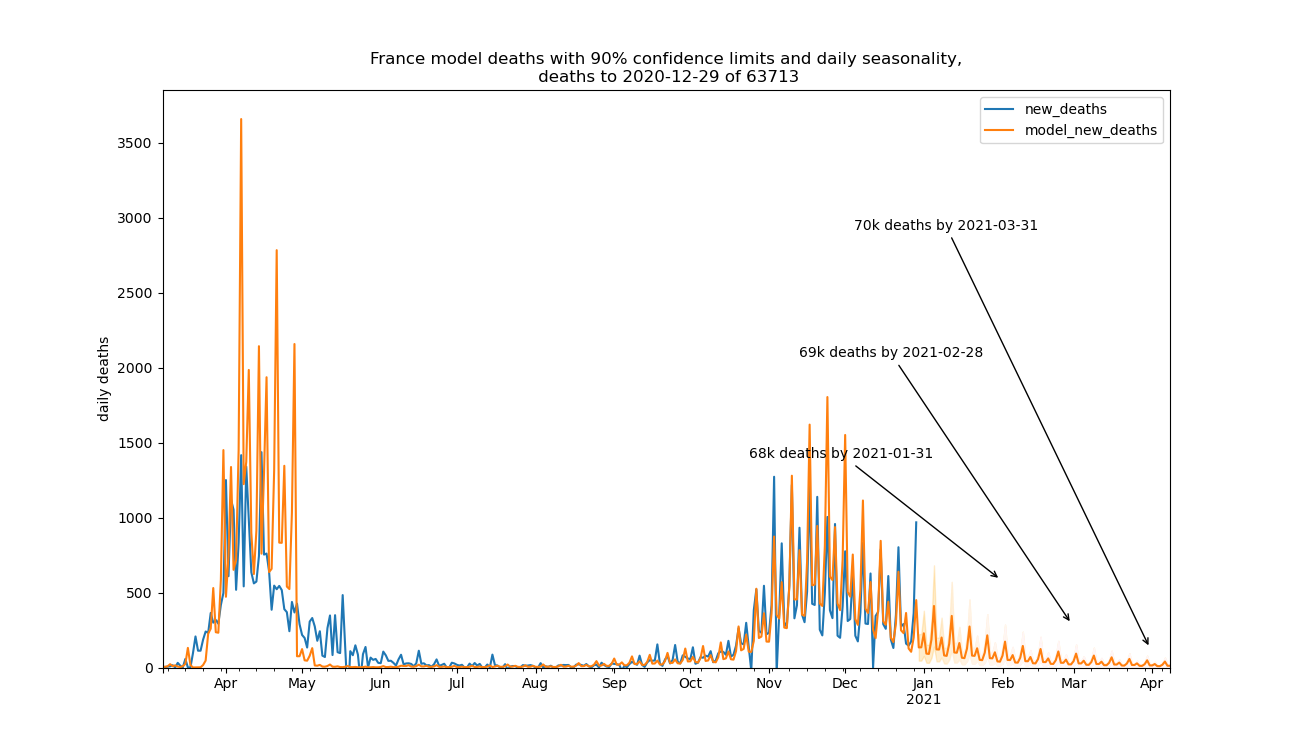 France model deaths with 90% confidence limits and daily seasonality,
deaths to 2020-12-29 of 63713
new_deaths
model_new_deaths
daily deaths
3500
3000
2500
2000
1500
1000
500
0
70k deaths by 2021-03-31
69k deaths by 2021-02-28
68k deaths by 2021-01-31
Apr May Jun Jul Aug Sep Oct Nov Dec Jan Feb Mar Apr
2021